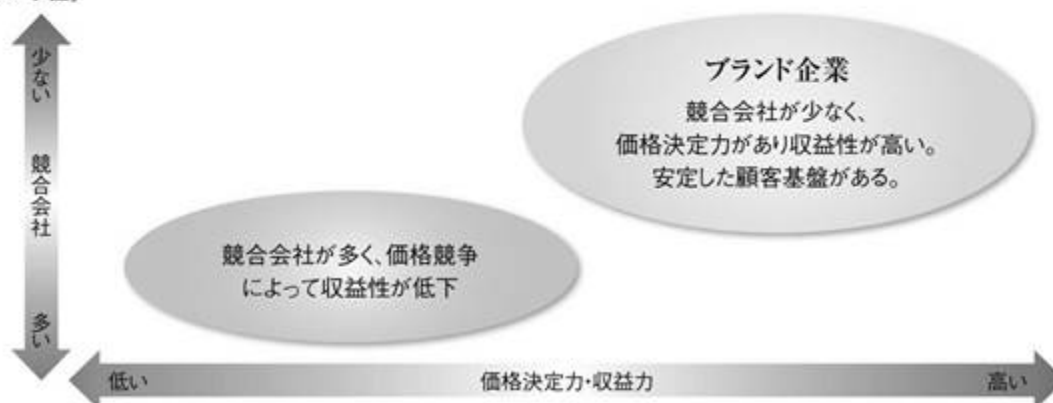 少ない
競合会社
多い
ブランド企業
競合会社が少なく、
価格決定力があり収益性が高い。
安定した顧客基盤がある。
競合会社が多く、価格競争
によって収益性が低下
低い
価格決定力・収益力
高い